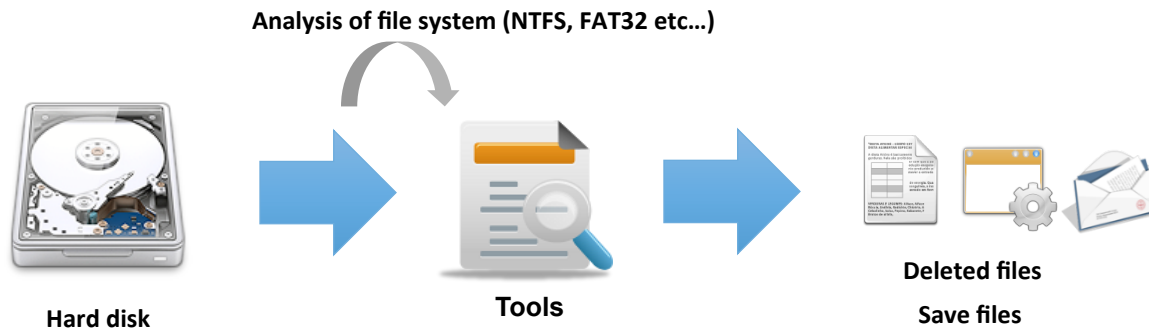 Analysis of file system (NTFS, FAT32 etc…)
Hard disk
Tools
Deleted files
Save files